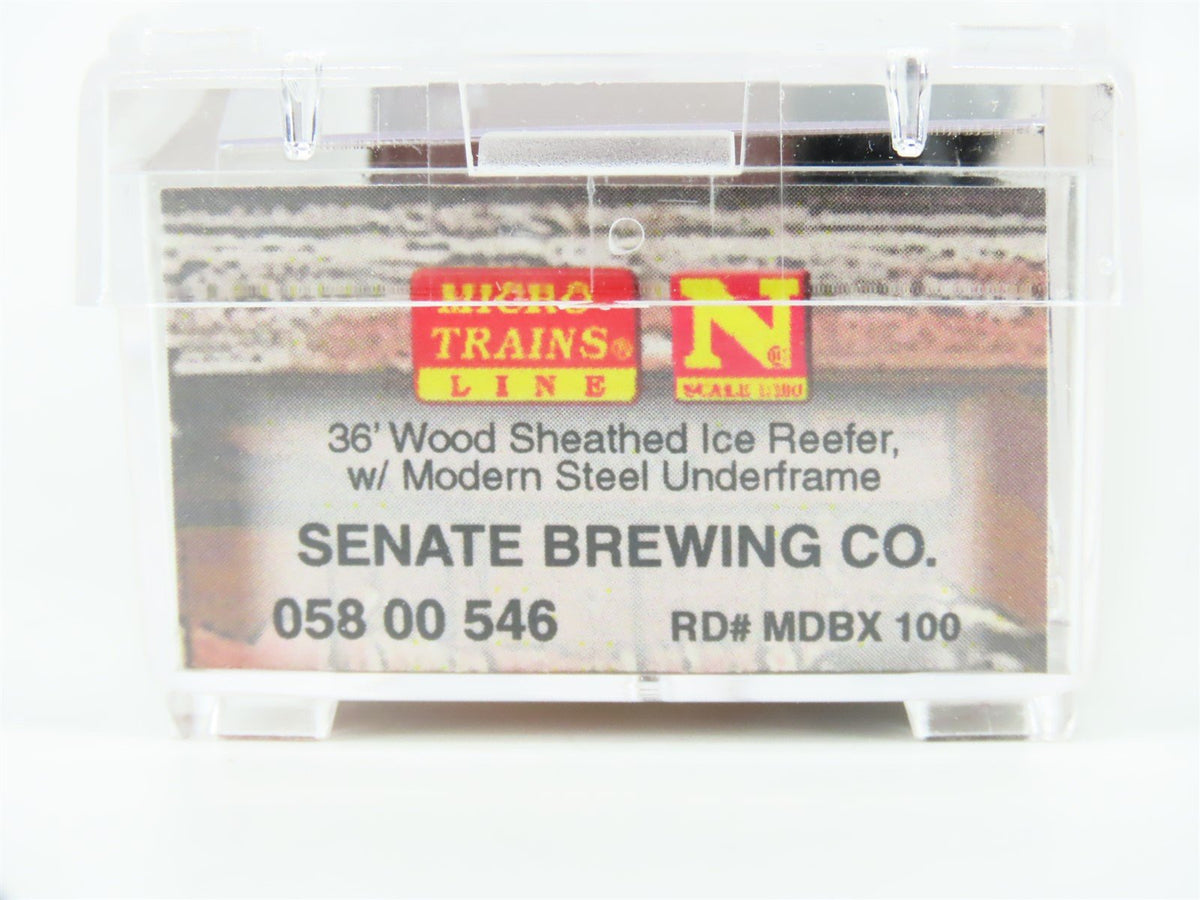 MICRO-
TRAINS®
LINE
N
SCALE 1:160
36' Wood Sheathed Ice Reefer,
w/ Modern Steel Underframe
SENATE BREWING CO.
058 00 546 RD# MDBX 100